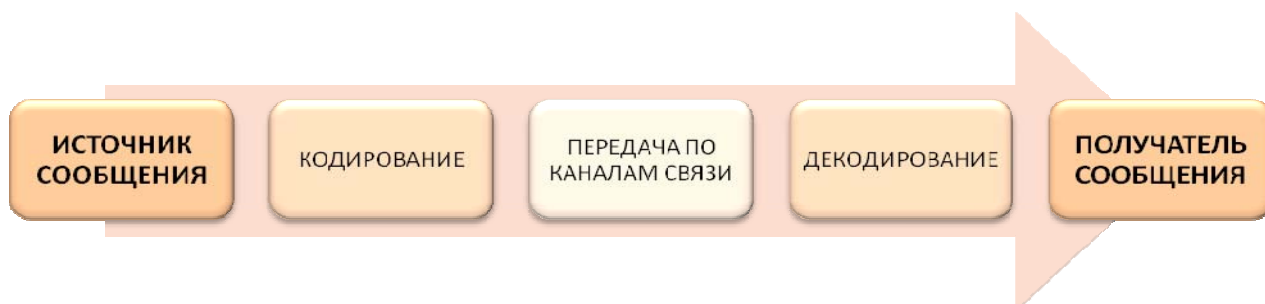 ИСТОЧНИК
СООБЩЕНИЯ
КОДИРОВАНИЕ
ПЕРЕДАЧА ПО
КАНАЛАМ СВЯЗИ
ДЕКОДИРОВАНИЕ
ПОЛУЧАТЕЛЬ
СООБЩЕНИЯ